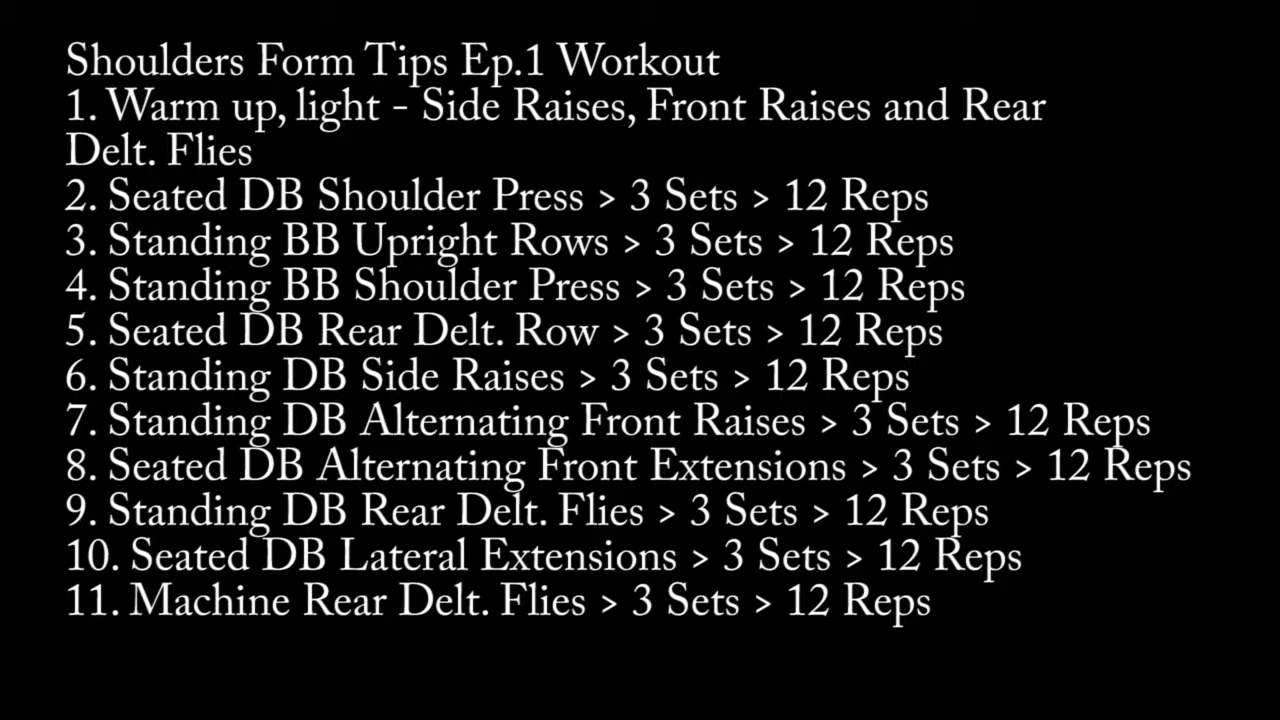 Shoulders Form Tips Ep.1 Workout
1. Warm up, light - Side Raises, Front Raises and Rear
Delt. Flies
2. Seated DB Shoulder Press > 3 Sets > 12 Reps
3. Standing BB Upright Rows > 3 Sets > 12 Reps
4. Standing BB Shoulder Press > 3 Sets > 12 Reps
5. Seated DB Rear Delt. Row > 3 Sets > 12 Reps
6. Standing DB Side Raises > 3 Sets > 12 Reps
7. Standing DB Alternating Front Raises > 3 Sets > 12 Reps
8. Seated DB Alternating Front Extensions > 3 Sets > 12 Reps
9. Standing DB Rear Delt. Flies > 3 Sets > 12 Reps
10. Seated DB Lateral Extensions > 3 Sets > 12 Reps
11. Machine Rear Delt. Flies > 3 Sets > 12 Reps